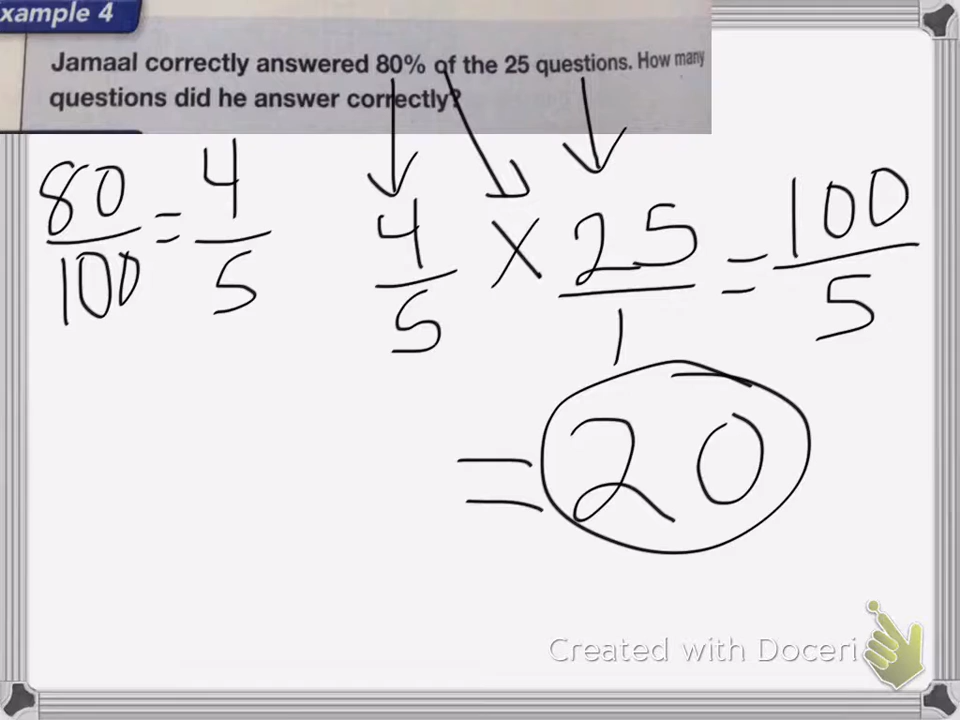 xample 4
Jamaal correctly answered 80% of the 25 questions. How many
questions did he answer correctly?
80/100 = 4/5
4/5 × 25/1 = 100/5
= 20
Created with Doceri